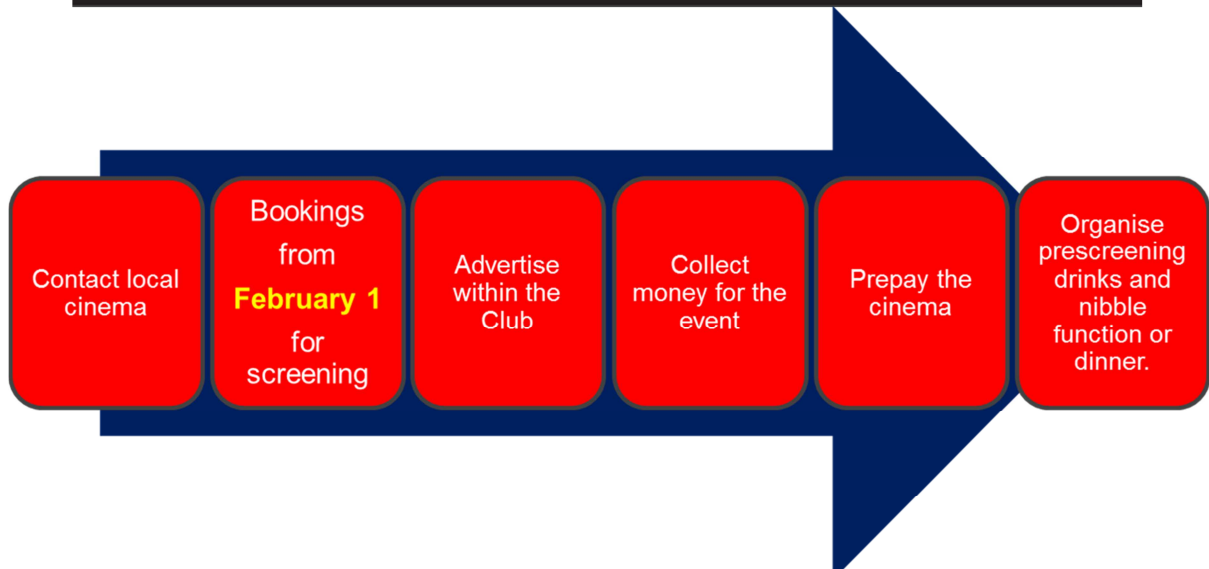 Contact local
cinema
Bookings
from
February 1
for
screening
Advertise
within the
Club
Collect
money for the
event
Prepay the
cinema
Organise
prescreening
drinks and
nibble
function or
dinner.